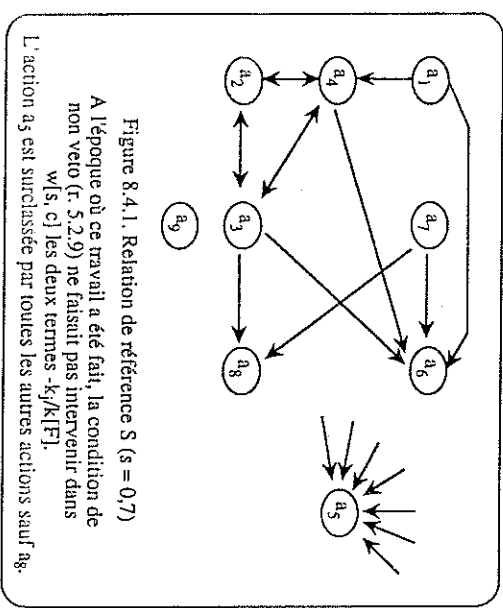 a₁
a₇
a₄
a₆
a₅
a₂
a₃
a₈
a₉
Figure 8.4.1. Relation de référence S (s = 0,7)
A l'époque où ce travail a été fait, la condition de
non veto (r. 5.2.9) ne faisait pas intervenir dans
w[s, c] les deux termes -kⱼ/k[F].
L'action a₅ est surclassée par toutes les autres actions sauf a₈.